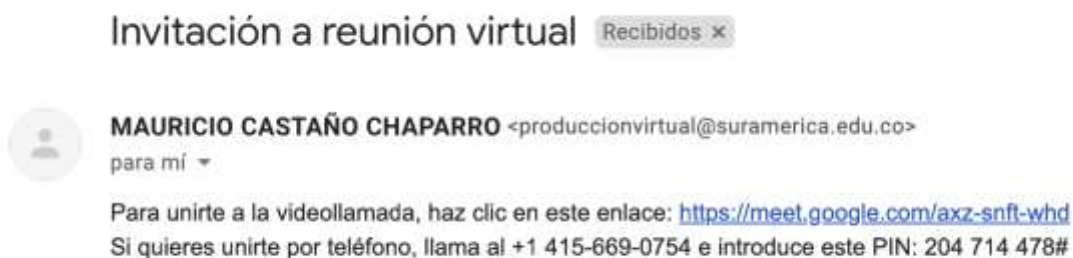 Invitación a reunión virtual Recibidos ×
MAURICIO CASTAÑO CHAPARRO <produccionvirtual@suramerica.edu.co>
para mí
Para unirte a la videollamada, haz clic en este enlace: https://meet.google.com/axz-snft-whd
Si quieres unirte por teléfono, llama al +1 415-669-0754 e introduce este PIN: 204 714 478#